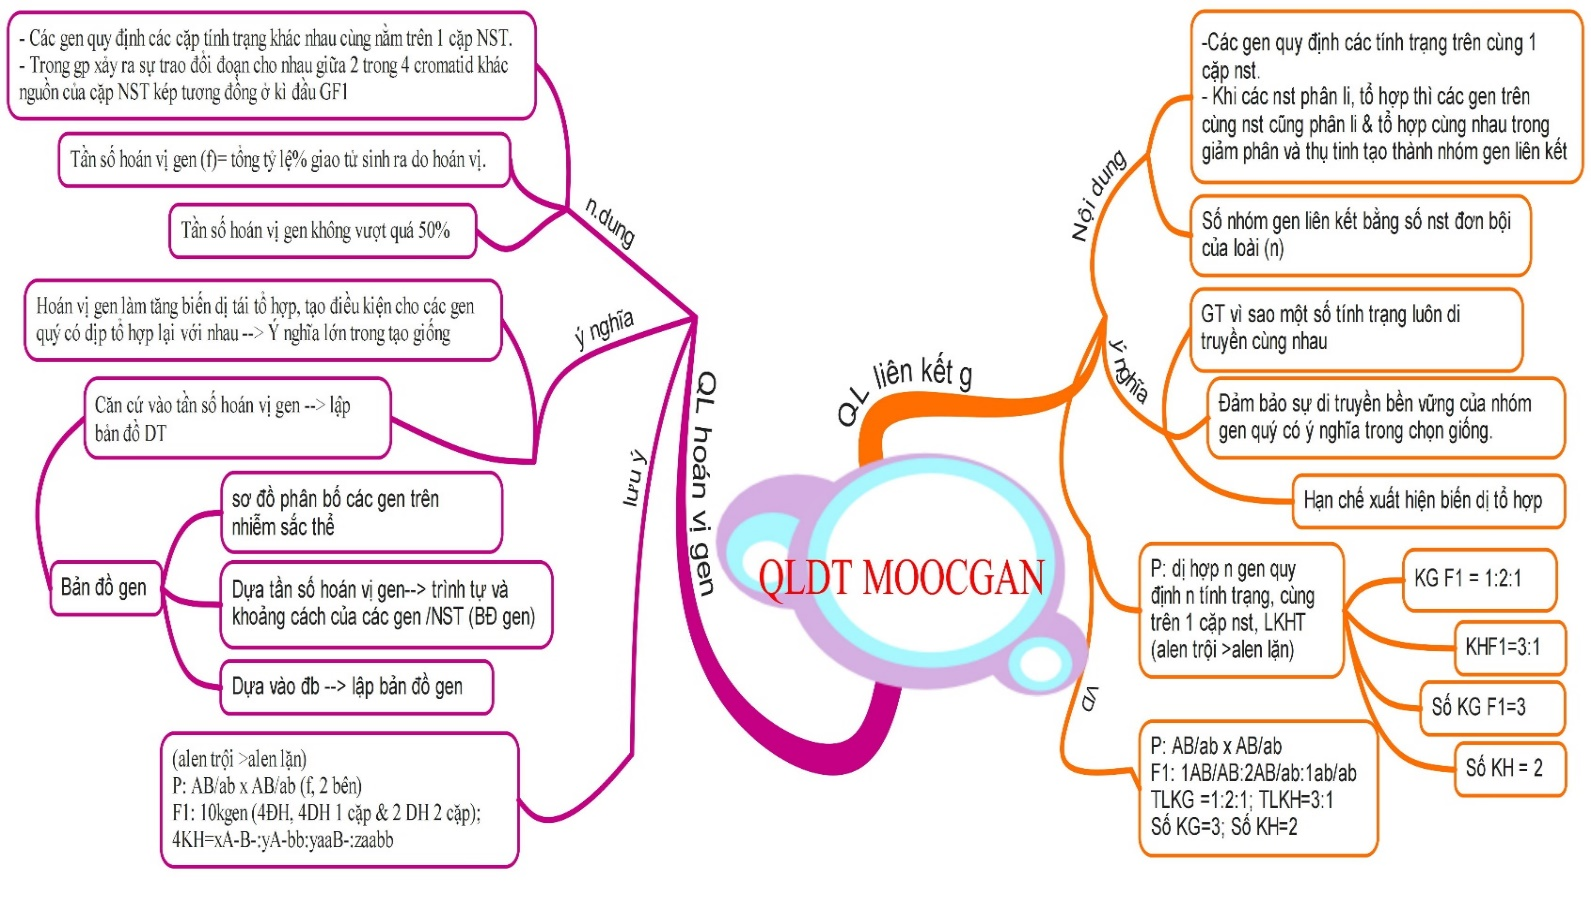 QLDT MOOCGAN
QL hoán vị gen
n.dung
- Các gen quy định các cặp tính trạng khác nhau cùng nằm trên 1 cặp NST.
- Trong gp xảy ra sự trao đổi đoạn cho nhau giữa 2 trong 4 cromatid khác
nguồn của cặp NST kép tương đồng ở kì đầu GF1
Tần số hoán vị gen (f)= tổng tỷ lệ% giao tử sinh ra do hoán vị.
Tần số hoán vị gen không vượt quá 50%
ý nghĩa
Hoán vị gen làm tăng biến dị tái tổ hợp, tạo điều kiện cho các gen
quý có dịp tổ hợp lại với nhau --> Ý nghĩa lớn trong tạo giống
Căn cứ vào tần số hoán vị gen --> lập
bản đồ DT
Bản đồ gen
sơ đồ phân bố các gen trên
nhiễm sắc thể
Dựa tần số hoán vị gen--> trình tự và
khoảng cách của các gen /NST (BĐ gen)
Dựa vào đb --> lập bản đồ gen
lưu ý
(alen trội >alen lặn)
P: AB/ab x AB/ab (f, 2 bên)
F1: 10kgen (4ĐH, 4DH 1 cặp & 2 DH 2 cặp);
4KH=xA-B-:yA-bb:yaaB-:zaabb
QL liên kết g
Nội dung
-Các gen quy định các tính trạng trên cùng 1
cặp nst.
- Khi các nst phân li, tổ hợp thì các gen trên
cùng nst cũng phân li & tổ hợp cùng nhau trong
giảm phân và thụ tinh tạo thành nhóm gen liên kết
Số nhóm gen liên kết bằng số nst đơn bội
của loài (n)
ý nghĩa
GT vì sao một số tính trạng luôn di
truyền cùng nhau
Đảm bảo sự di truyền bền vững của nhóm
gen quý có ý nghĩa trong chọn giống.
Hạn chế xuất hiện biến dị tổ hợp
VD
P: dị hợp n gen quy
định n tính trạng, cùng
trên 1 cặp nst, LKHT
(alen trội >alen lặn)
KG F1 = 1:2:1
KHF1=3:1
Số KG F1=3
Số KH = 2
P: AB/ab x AB/ab
F1: 1AB/AB:2AB/ab:1ab/ab
TLKG =1:2:1; TLKH=3:1
Số KG=3; Số KH=2